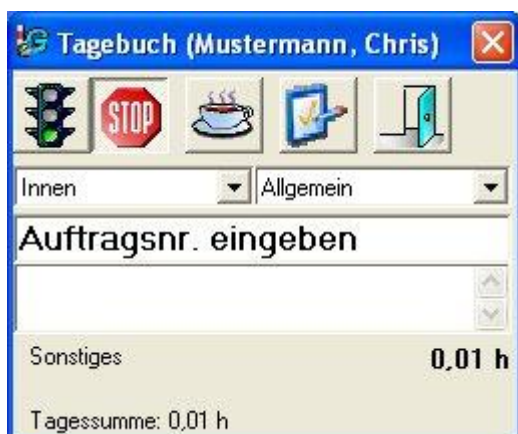 Tagebuch (Mustermann, Chris)
STOP
Innen Allgemein
Auftragsnr. eingeben
Sonstiges 0,01 h
Tagessumme: 0,01 h